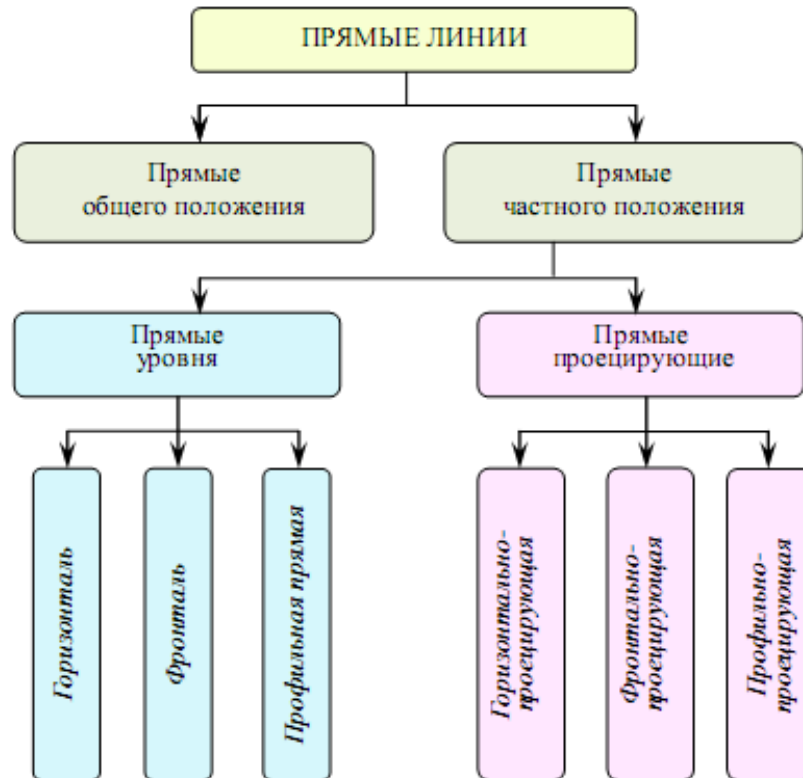 ПРЯМЫЕ ЛИНИИ
Прямые
общего положения
Прямые
частного положения
Прямые
уровня
Прямые
проецирующие
Горизонталь
Фронталь
Профильная прямая
Горизонтально-
проецирующая
Фронтально-
проецирующая
Профильно-
проецирующая